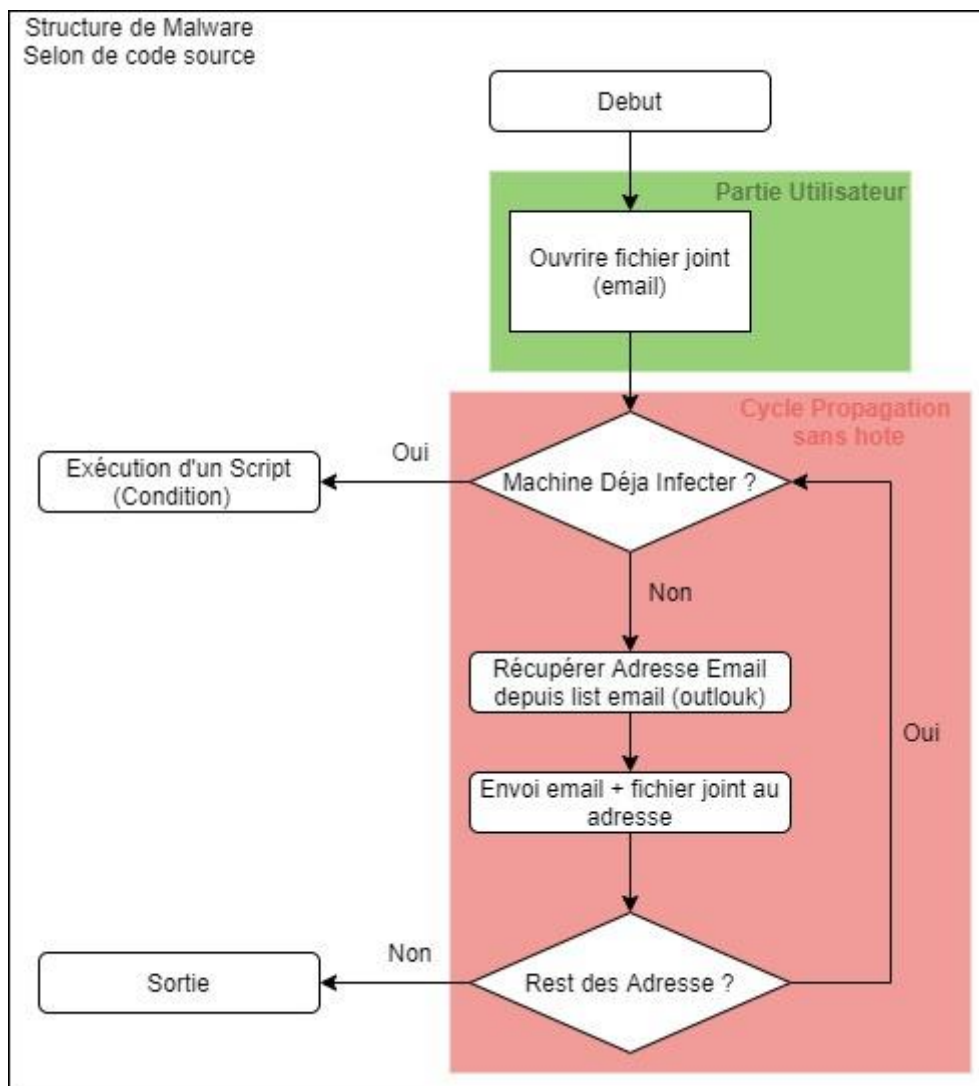 Structure de Malware
Selon de code source
Debut
Partie Utilisateur
Ouvrire fichier joint
(email)
Cycle Propagation
sans hote
Oui
Exécution d'un Script
(Condition)
Machine Déja Infecter ?
Non
Récupérer Adresse Email
depuis list email (outlouk)
Oui
Envoi email + fichier joint au
adresse
Non
Sortie
Rest des Adresse ?